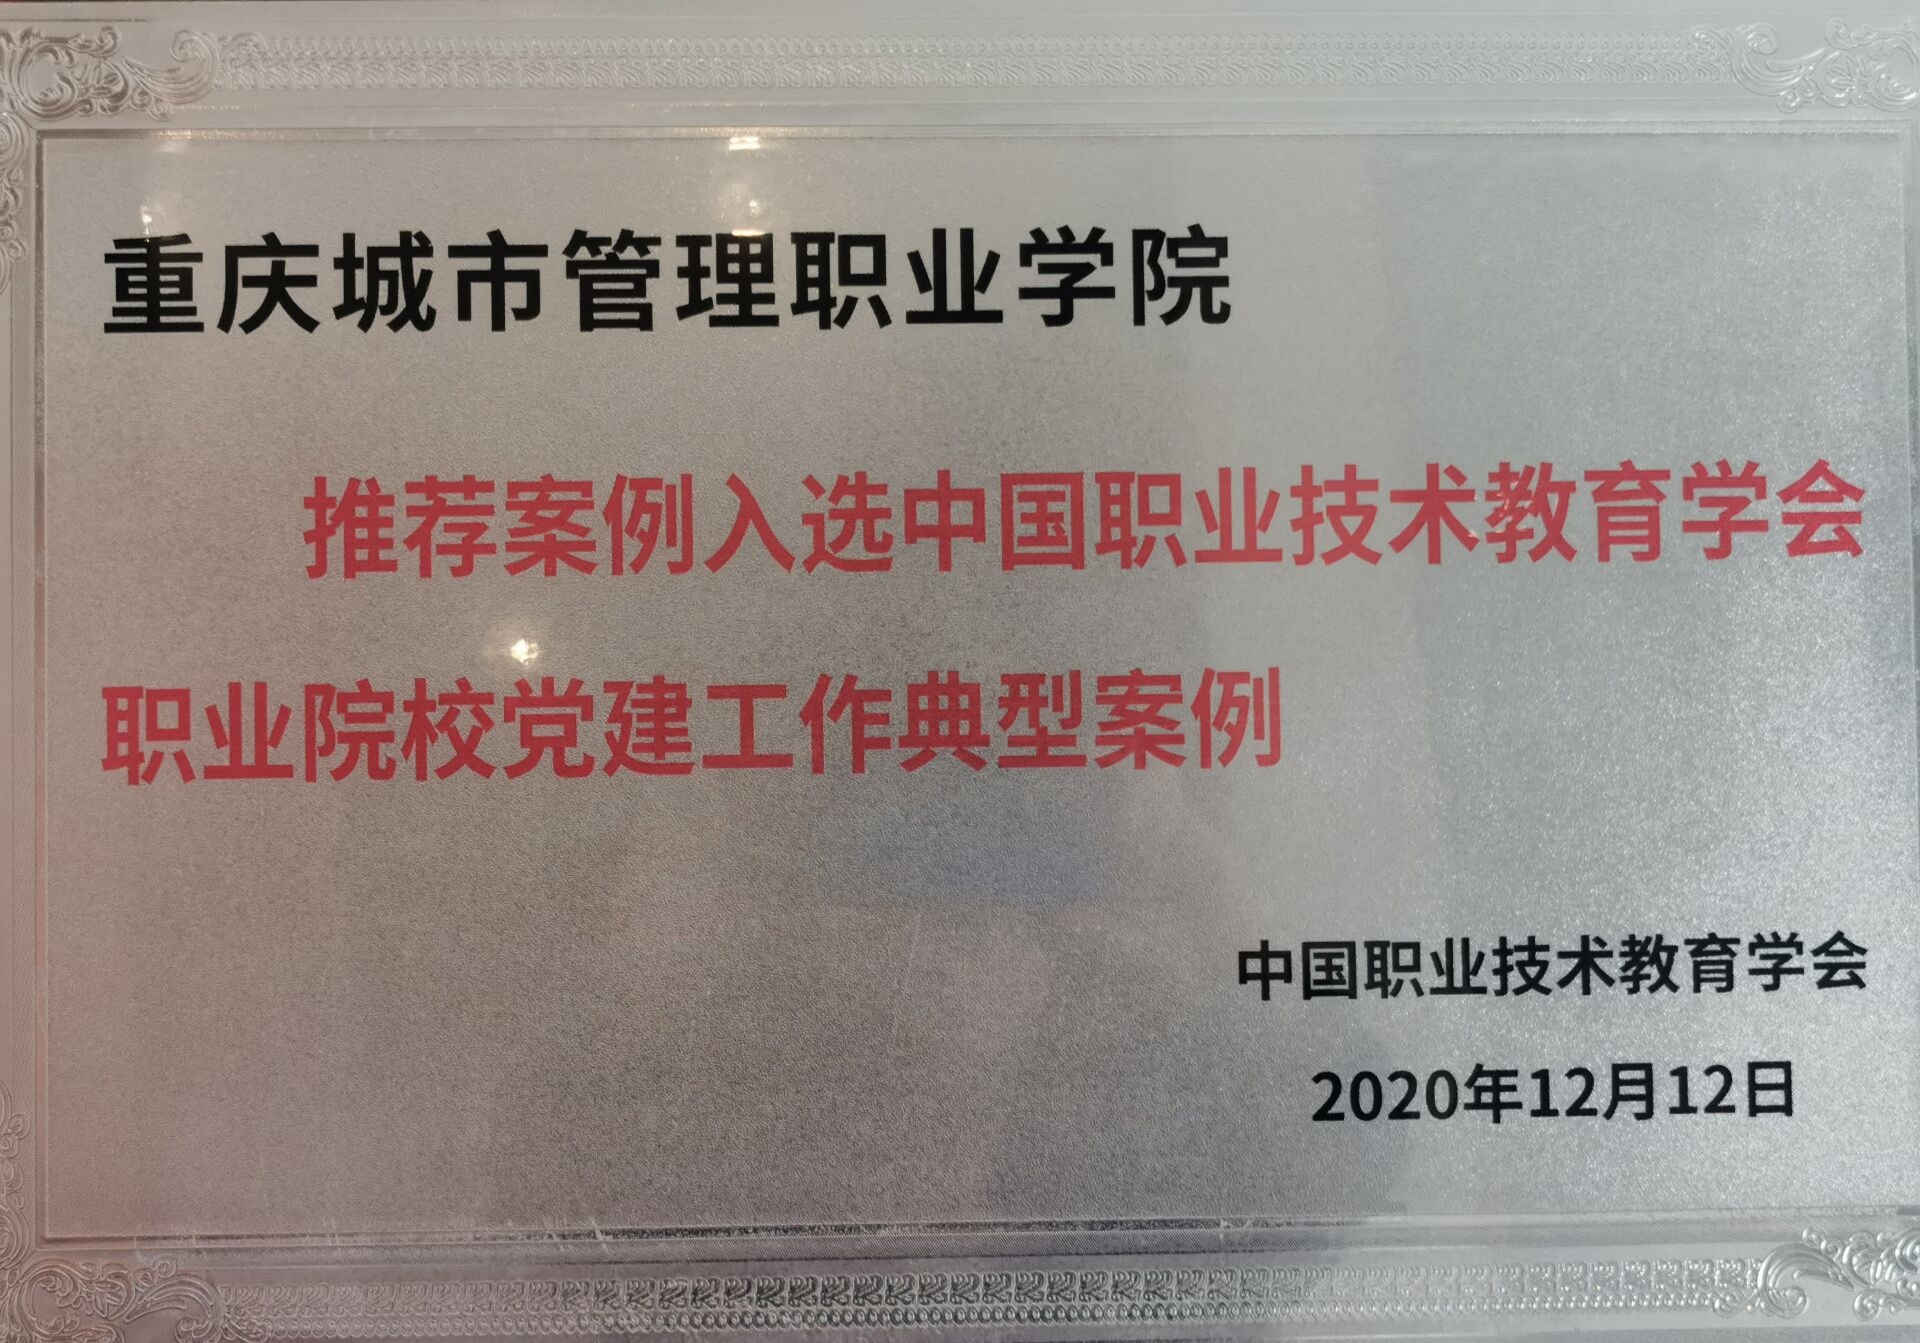 重庆城市管理职业学院
推荐案例入选中国职业技术教育学会
职业院校党建工作典型案例
中国职业技术教育学会
2020年12月12日